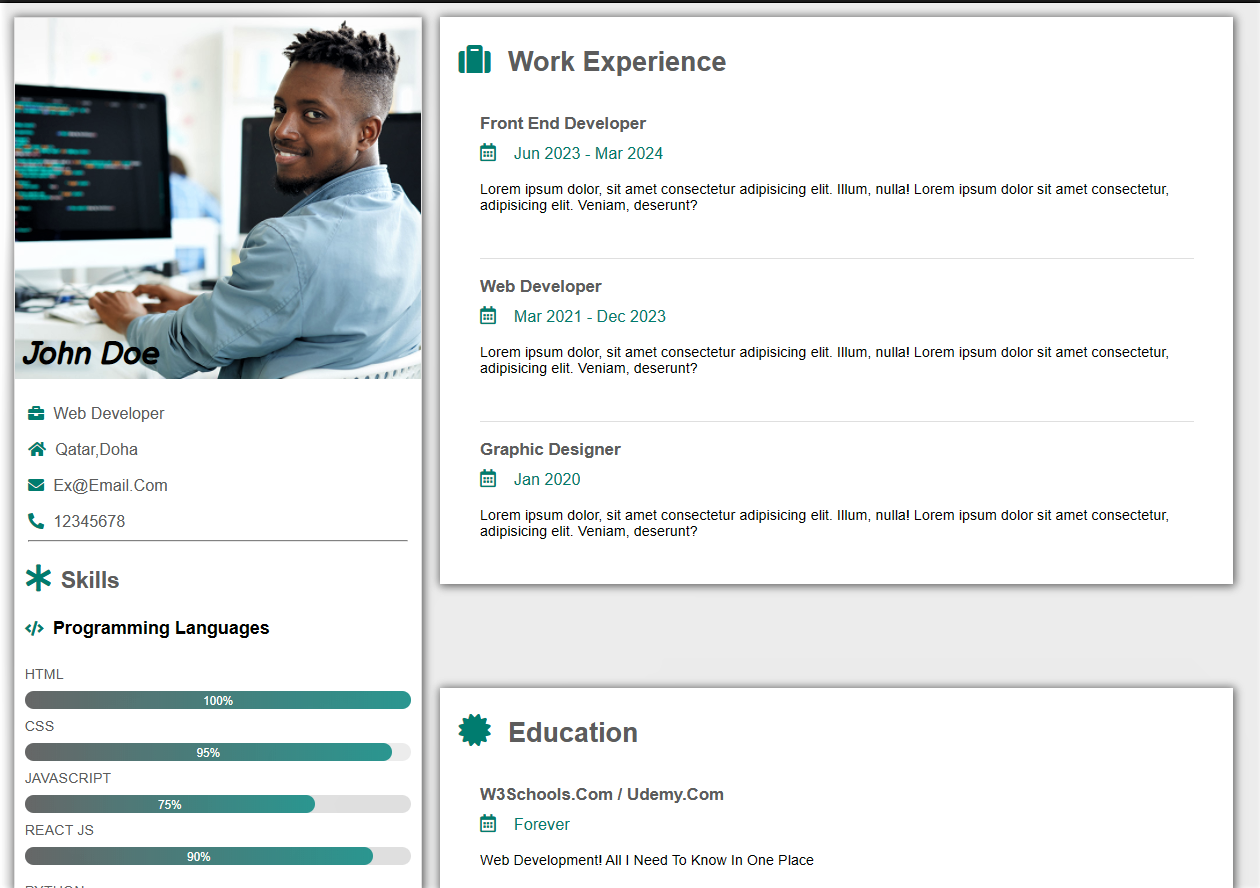 John Doe
Web Developer
Qatar,Doha
Ex@Email.Com
12345678
Skills
Programming Languages
HTML
100%
CSS
95%
JAVASCRIPT
75%
REACT JS
90%
Work Experience
Front End Developer
Jun 2023 - Mar 2024
Lorem ipsum dolor, sit amet consectetur adipisicing elit. Illum, nulla! Lorem ipsum dolor sit amet consectetur,
adipisicing elit. Veniam, deserunt?
Web Developer
Mar 2021 - Dec 2023
Lorem ipsum dolor, sit amet consectetur adipisicing elit. Illum, nulla! Lorem ipsum dolor sit amet consectetur,
adipisicing elit. Veniam, deserunt?
Graphic Designer
Jan 2020
Lorem ipsum dolor, sit amet consectetur adipisicing elit. Illum, nulla! Lorem ipsum dolor sit amet consectetur,
adipisicing elit. Veniam, deserunt?
Education
W3Schools.Com / Udemy.Com
Forever
Web Development! All I Need To Know In One Place